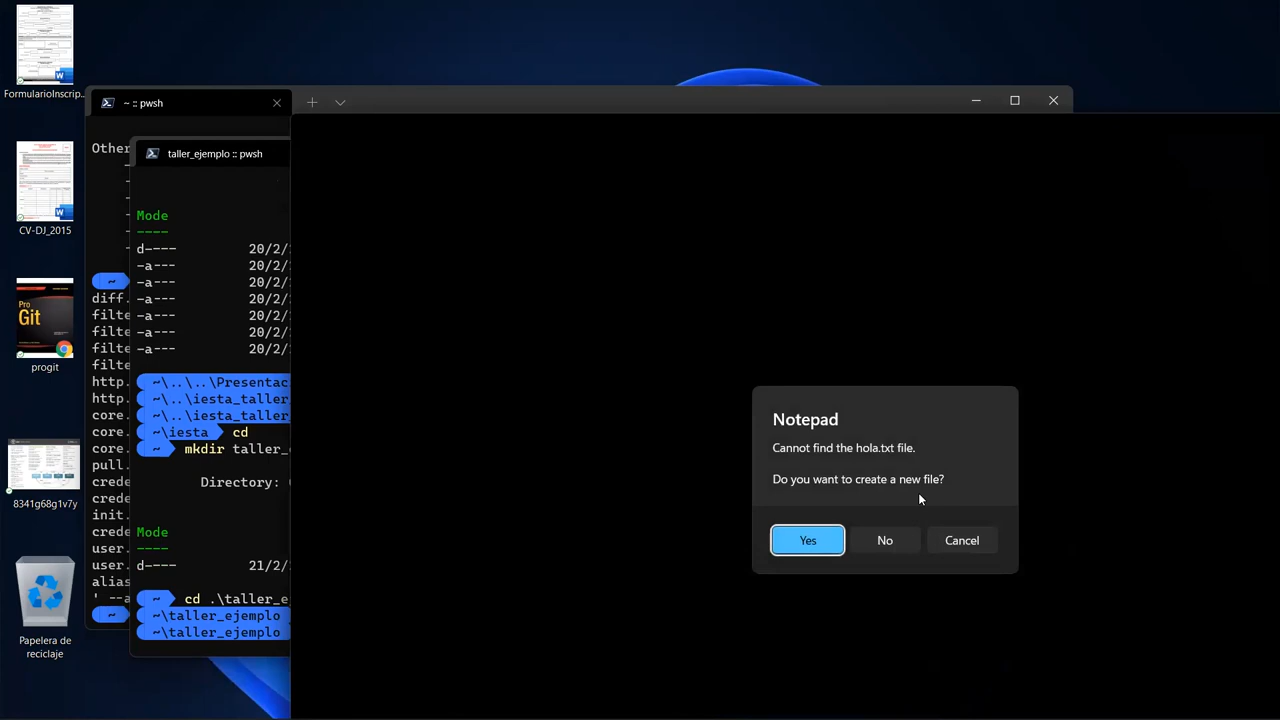 FormularioInscrip...
CV-DJ_2015
Pro
Git
progit
8341g68g1v7y
Papelera de
reciclaje
~ :: pwsh
Other
~
diff.
filte
filte
filte
filte
http.
http.
core.
core.
core.
core.
pull.
crede
crede
init.
crede
user.
user.
alias
' --a
~
taller
:: pwsh
Mode
----
d----
20/2/
-a---
20/2/
-a---
20/2/
-a---
20/2/
-a---
20/2/
-a---
20/2/
-a---
20/2/
~\..\..\Presentac
~\..\iesta_taller
~\..\iesta_taller
~\iesta cd
~ mkdir taller_
Directory:
Mode
----
d----
21/2/
~ cd .\taller_e
~\taller_ejemplo
~\taller_ejemplo
Notepad
Cannot find the hola.txt file.
Do you want to create a new file?
Yes
No
Cancel